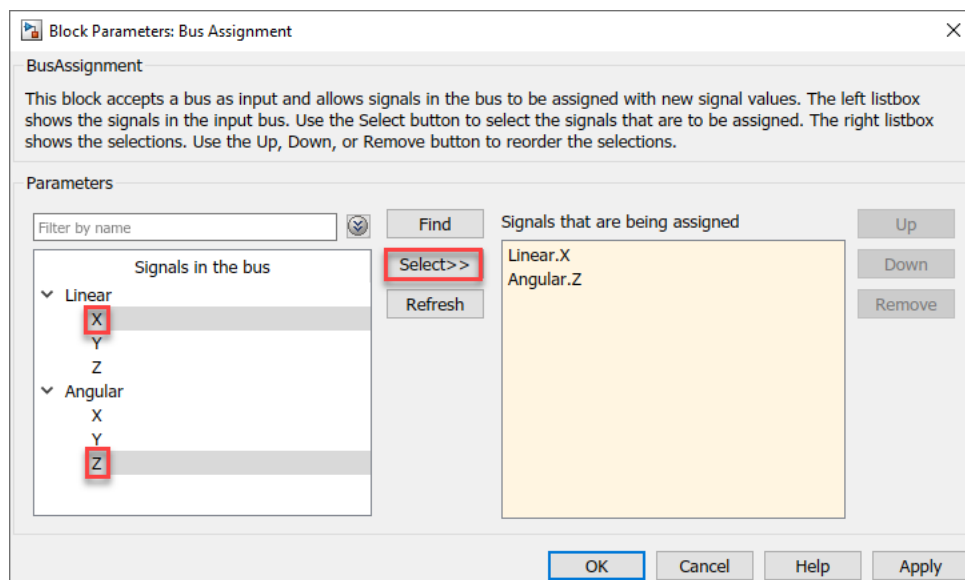 Block Parameters: Bus Assignment
BusAssignment
This block accepts a bus as input and allows signals in the bus to be assigned with new signal values. The left listbox
shows the signals in the input bus. Use the Select button to select the signals that are to be assigned. The right listbox
shows the selections. Use the Up, Down, or Remove button to reorder the selections.
Parameters
Filter by name
Find
Signals that are being assigned
Up
Signals in the bus
Select>>
Linear.X
Down
Linear
Refresh
Angular.Z
Remove
X
Y
Z
Angular
X
Y
Z
OK
Cancel
Help
Apply